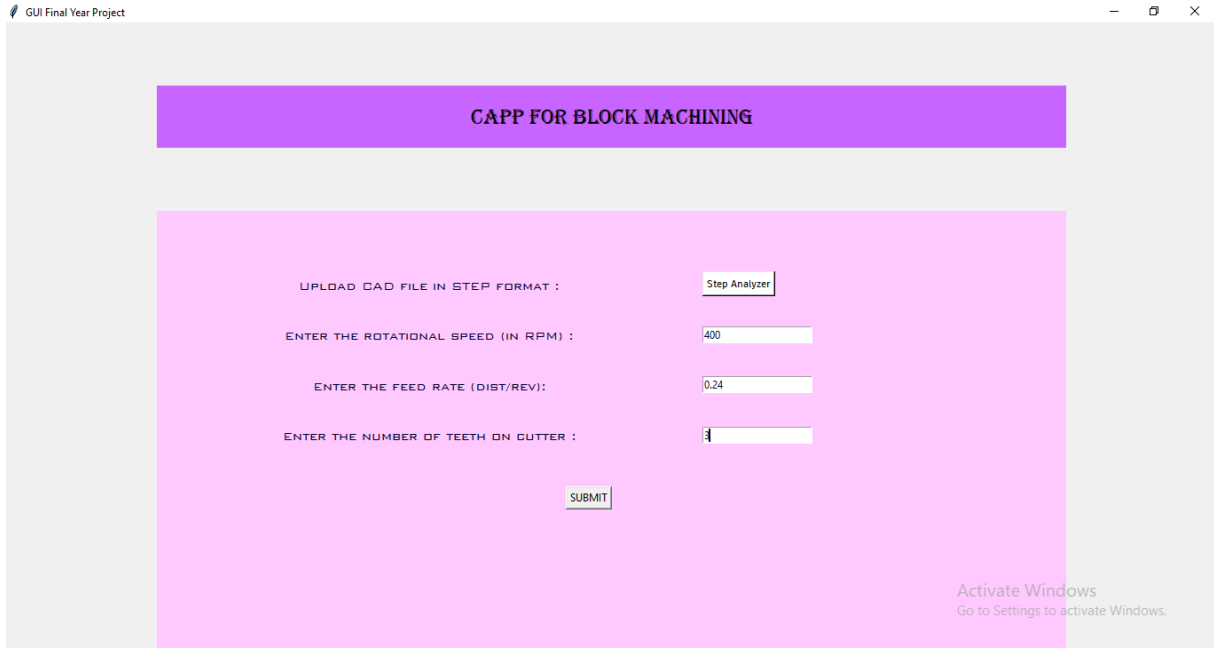 GUI Final Year Project
CAPP FOR BLOCK MACHINING
Upload CAD file in STEP format :
Step Analyzer
Enter the rotational speed (in RPM) :
400
Enter the feed rate (dist/rev):
0.24
Enter the number of teeth on cutter :
3
SUBMIT
Activate Windows
Go to Settings to activate Windows.